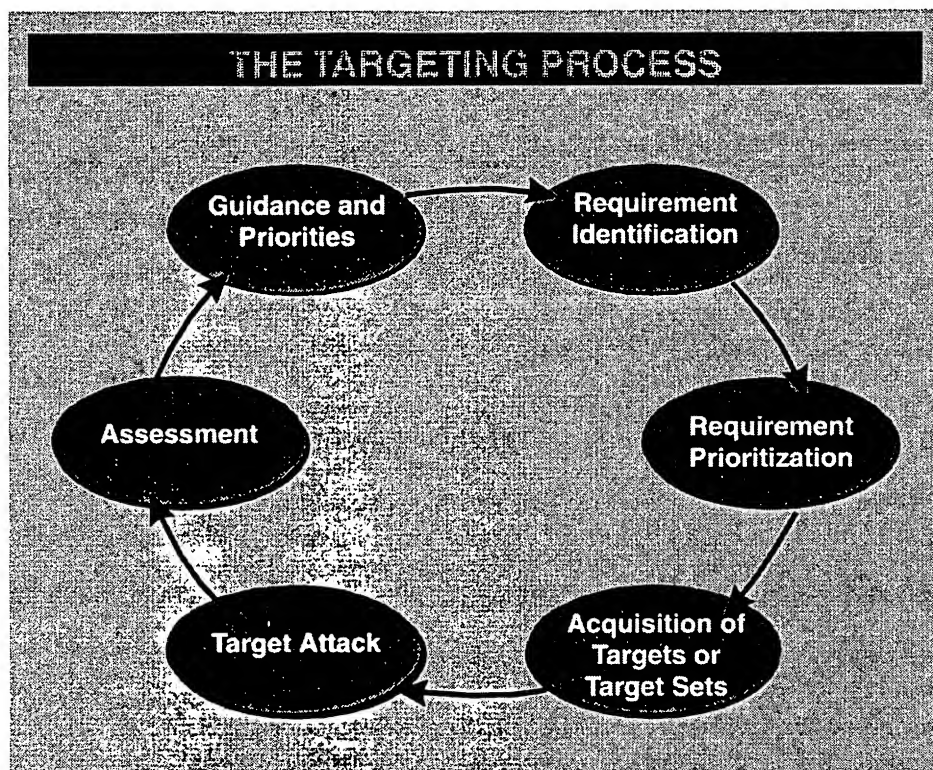 THE TARGETING PROCESS
Guidance and
Priorities
Requirement
Identification
Requirement
Prioritization
Acquisition of
Targets or
Target Sets
Target Attack
Assessment